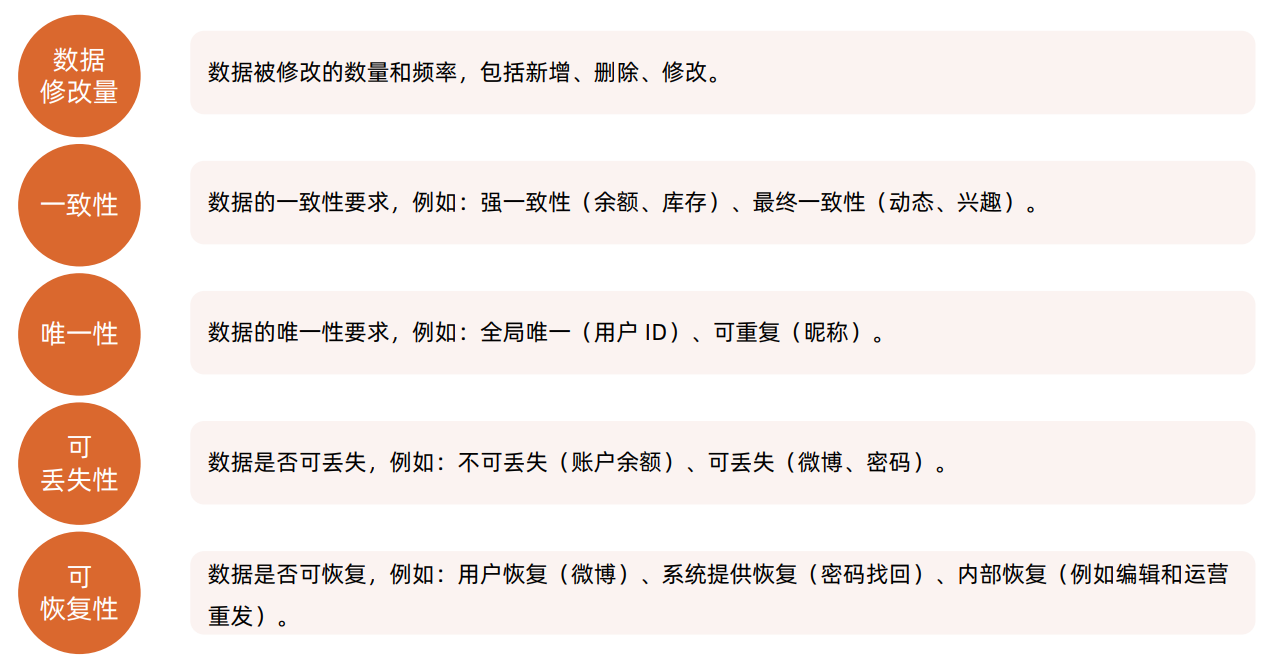 数据
修改量
数据被修改的数量和频率，包括新增、删除、修改。
一致性
数据的一致性要求，例如：强一致性（余额、库存）、最终一致性（动态、兴趣）。
唯一性
数据的唯一性要求，例如：全局唯一（用户 ID）、可重复（昵称）。
可
丢失性
数据是否可丢失，例如：不可丢失（账户余额）、可丢失（微博、密码）。
可
恢复性
数据是否可恢复，例如：用户恢复（微博）、系统提供恢复（密码找回）、内部恢复（例如编辑和运营
重发）。